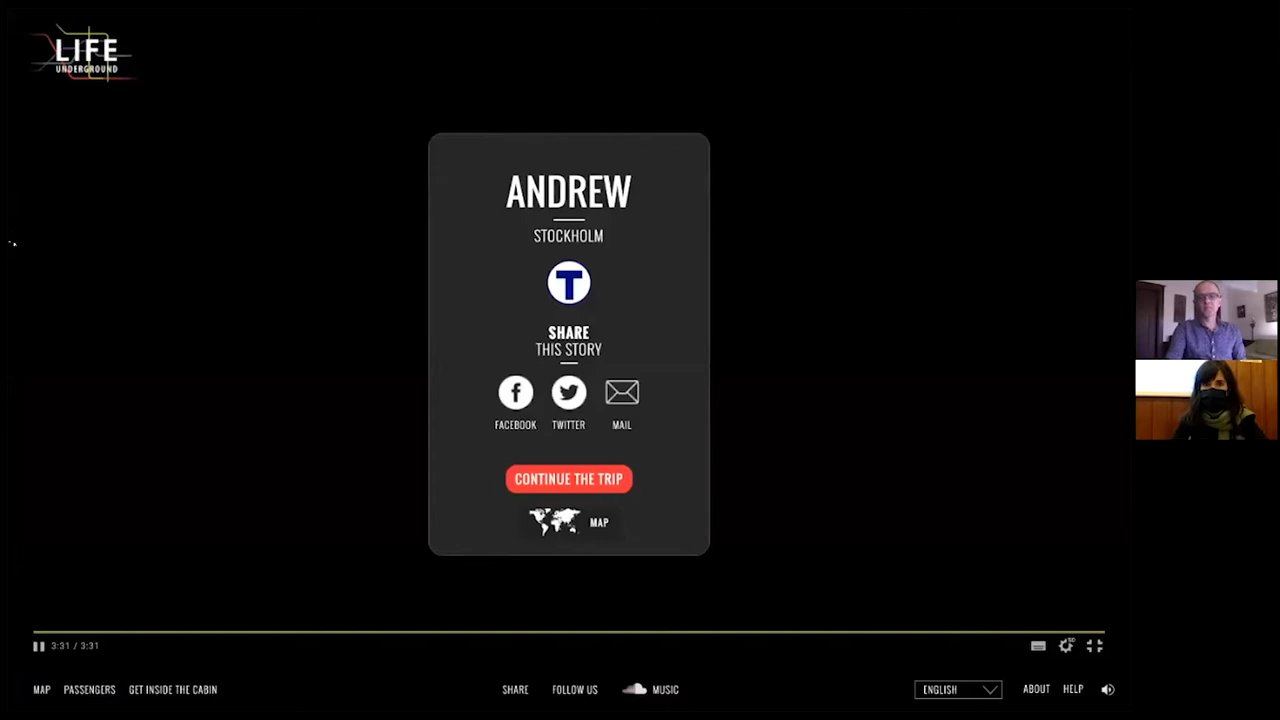 LIFE
UNDERGROUND
ANDREW
STOCKHOLM
T
SHARE
THIS STORY
FACEBOOK TWITTER MAIL
CONTINUE THE TRIP
MAP
3:31 / 3:31
SD
MAP PASSENGERS GET INSIDE THE CABIN SHARE FOLLOW US MUSIC ENGLISH ABOUT HELP